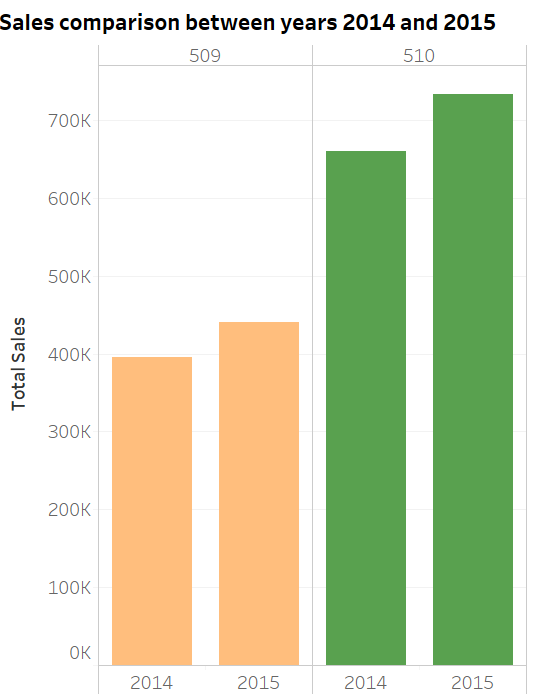 Sales comparison between years 2014 and 2015
509 510
700K
600K
500K
400K
300K
200K
100K
0K
Total Sales
2014 2015 2014 2015